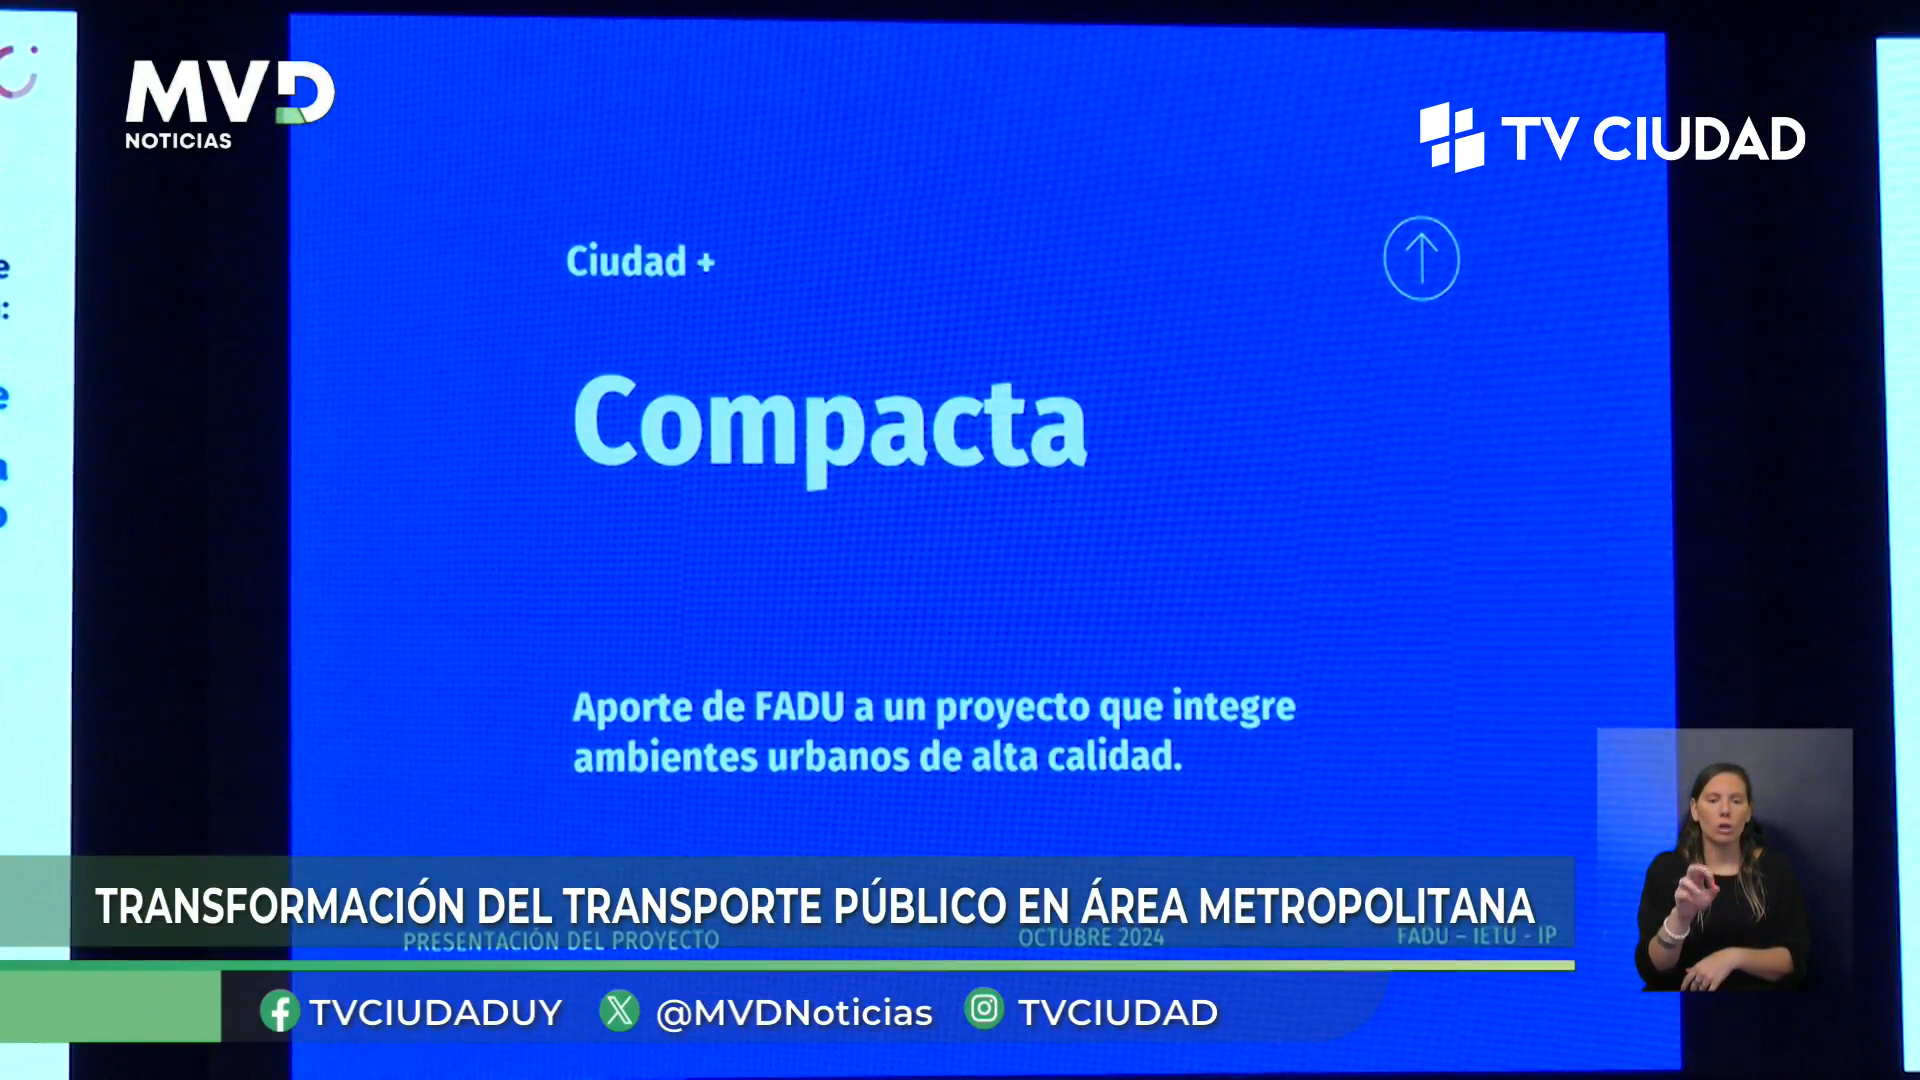 MVD
NOTICIAS
TV CIUDAD
Ciudad +
Compacta
Aporte de FADU a un proyecto que integre
ambientes urbanos de alta calidad.
TRANSFORMACIÓN DEL TRANSPORTE PÚBLICO EN ÁREA METROPOLITANA
PRESENTACIÓN DEL PROYECTO
OCTUBRE 2024
FADU – IETU - IP
TVCIUDADUY
@MVDNoticias
TVCIUDAD